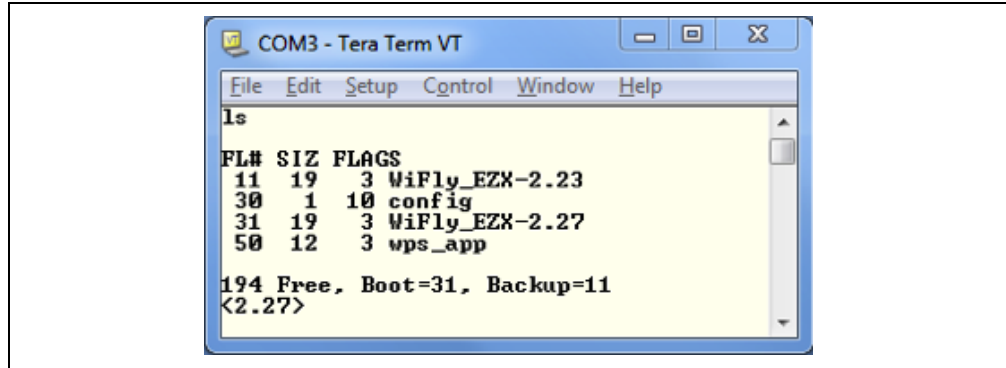 COM3 - Tera Term VT
File Edit Setup Control Window Help
ls
FL# SIZ FLAGS
11 19 3 WiFly_EZX-2.23
30 1 10 config
31 19 3 WiFly_EZX-2.27
50 12 3 wps_app
194 Free, Boot=31, Backup=11
<2.27>